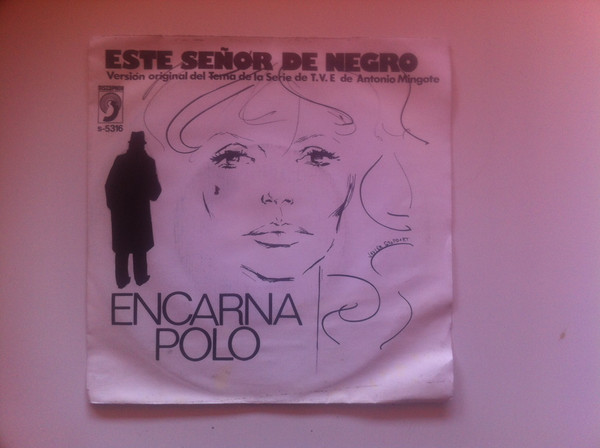 ESTE SEÑOR DE NEGRO
Versión original del Tema de la Serie de T.V.E de Antonio Mingote
s-5316
ENCARNA
POLO